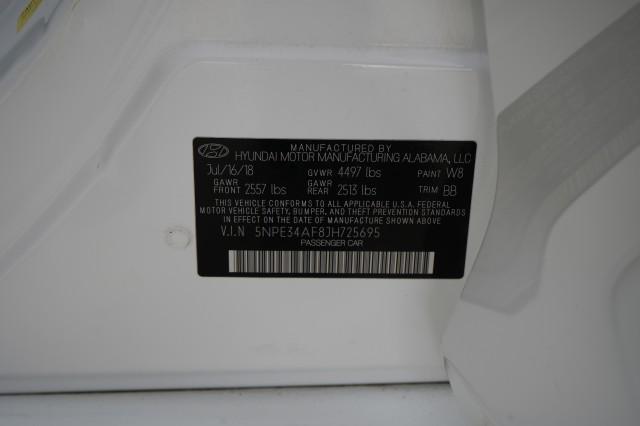 MANUFACTURED BY
HYUNDAI MOTOR MANUFACTURING ALABAMA, LLC
Jul/16/18 GVWR 4497 lbs PAINT W8
GAWR FRONT 2557 lbs GAWR REAR 2513 lbs TRIM BB
THIS VEHICLE CONFORMS TO ALL APPLICABLE U.S.A FEDERAL
MOTOR VEHICLE SAFETY, BUMPER, AND THEFT PREVENTION STANDARDS
IN EFFECT ON THE DATE OF MANUFACTURE SHOWN ABOVE
V.I.N 5NPE34AF8JH725695
PASSENGER CAR